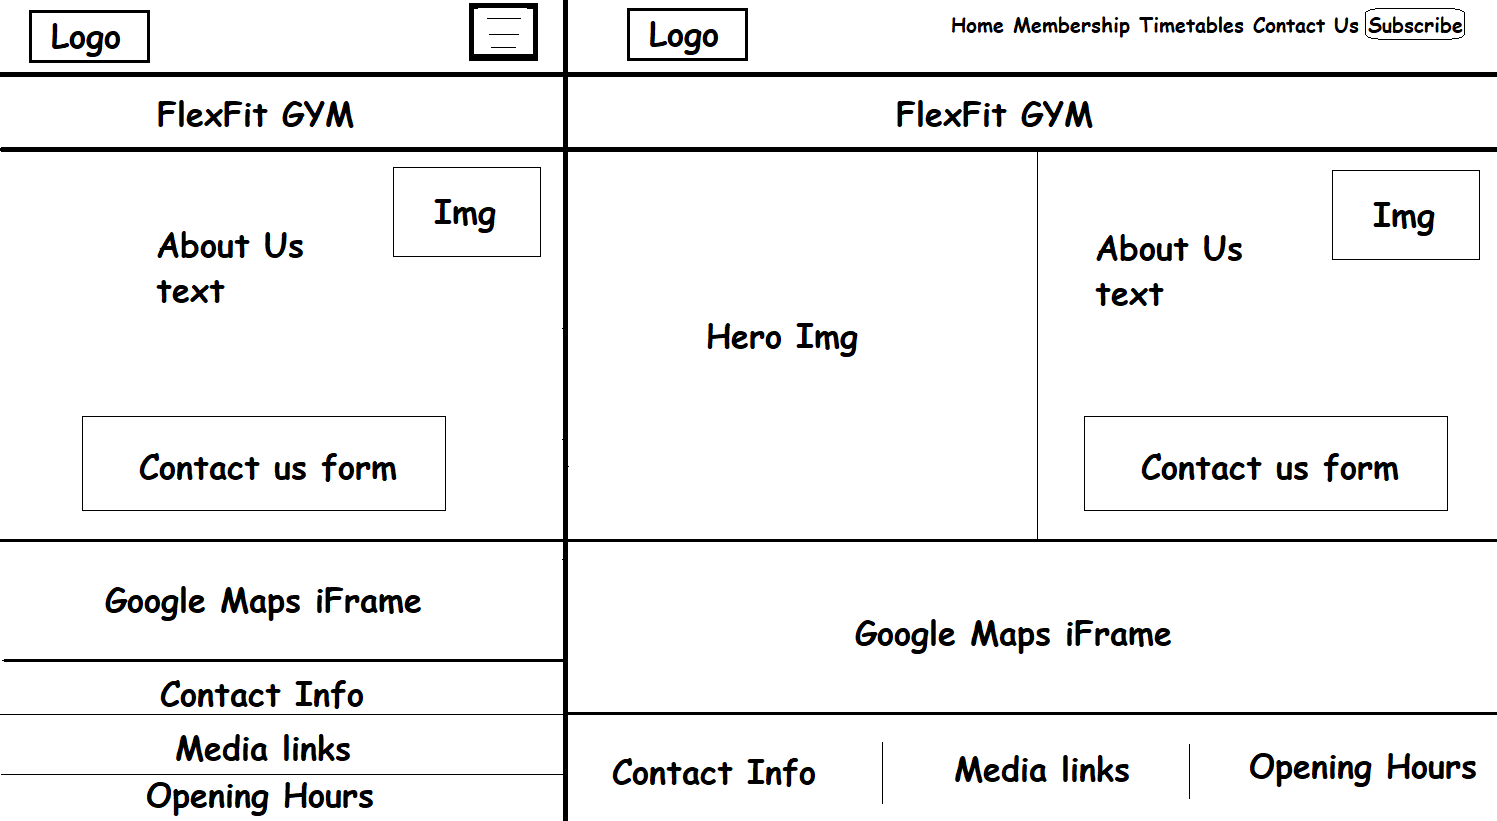 Logo
FlexFit GYM
Img
About Us
text
Contact us form
Google Maps iFrame
Contact Info
Media links
Opening Hours
Logo
Home Membership Timetables Contact Us Subscribe
FlexFit GYM
Hero Img
Img
About Us
text
Contact us form
Google Maps iFrame
Contact Info
Media links
Opening Hours